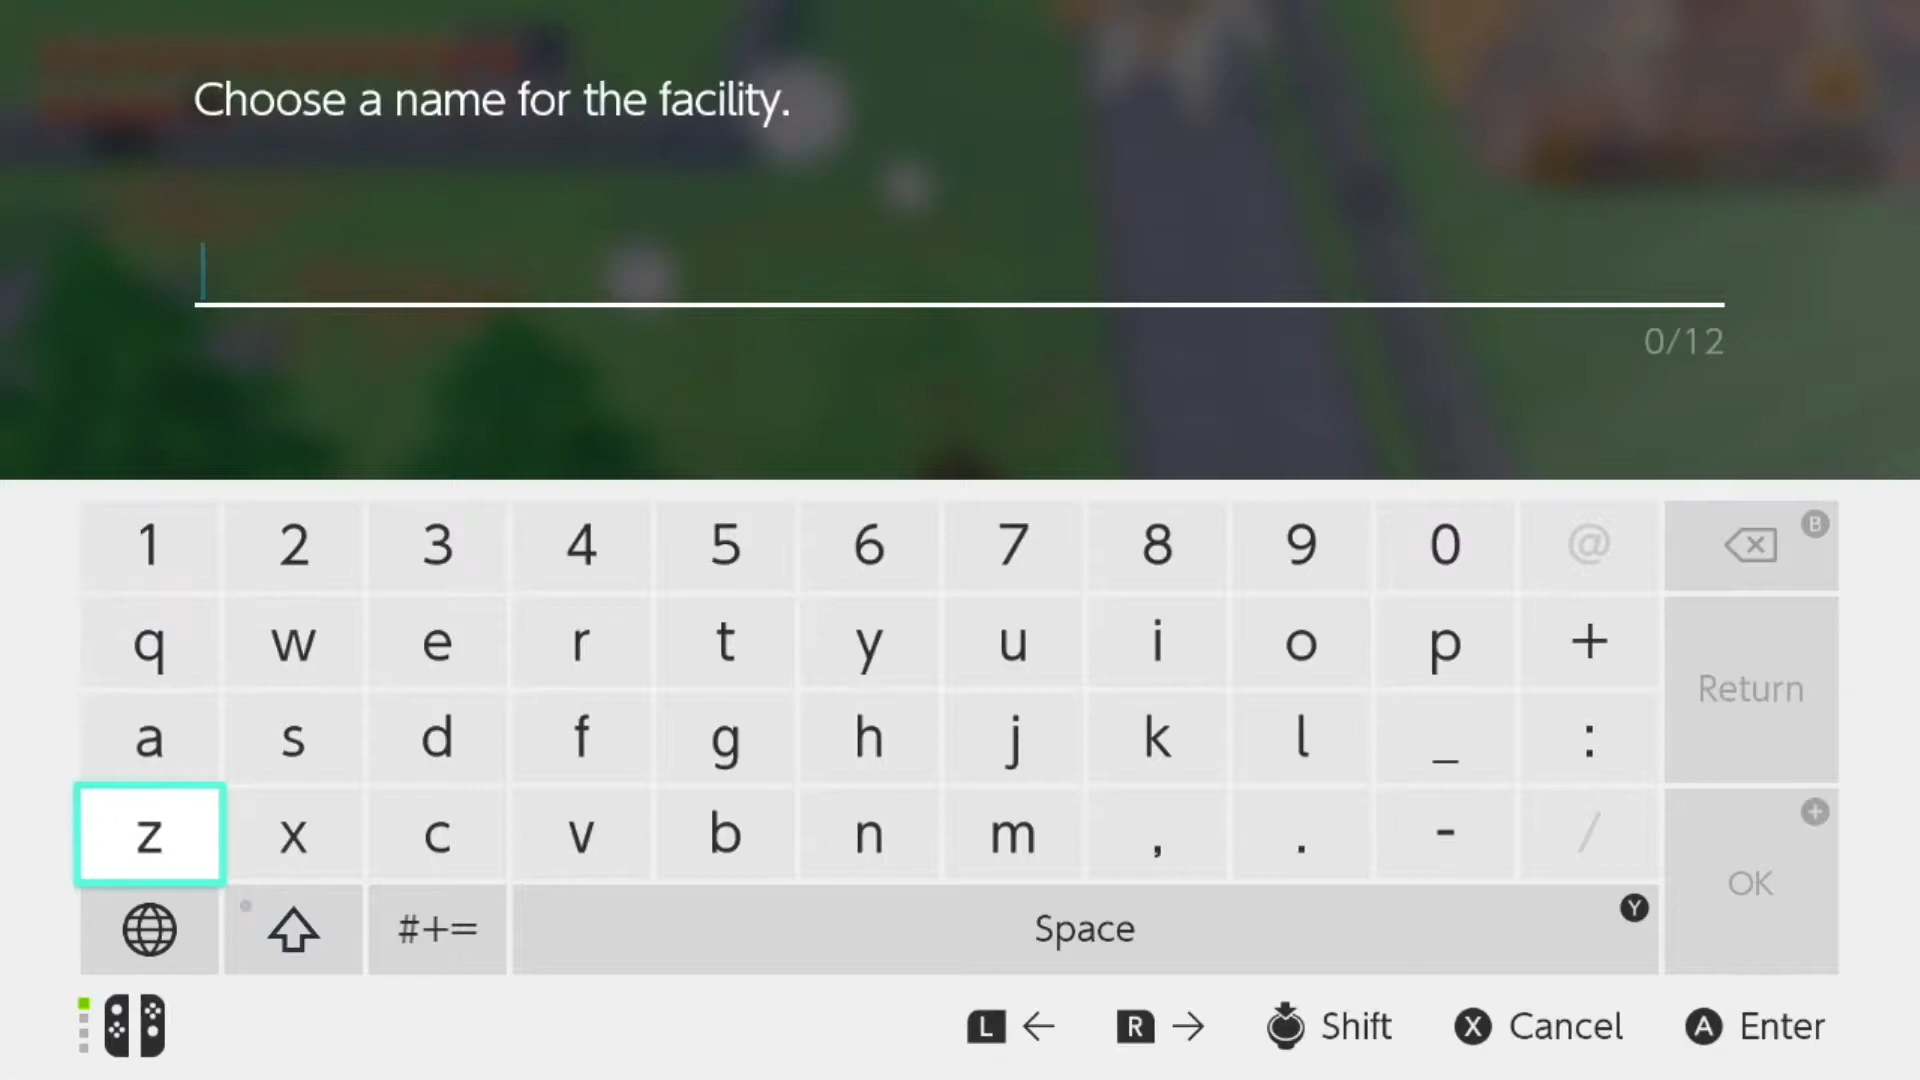 Choose a name for the facility.
0/12
1 2 3 4 5 6 7 8 9 0 @ B
q w e r t y u i o p +
Return
a s d f g h j k l _ :
z x c v b n m , . - / +
OK
#+= Space Y
L ← R → Shift X Cancel A Enter